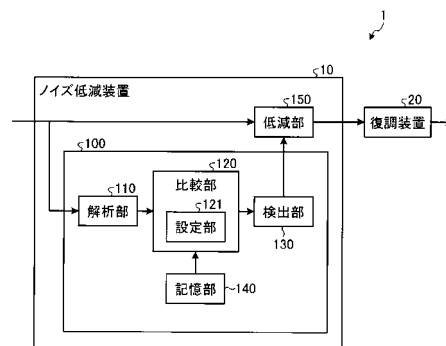 1
10
ノイズ低減装置
150
低減部
20
復調装置
100
110
解析部
120
比較部
121
設定部
検出部
130
記憶部
140